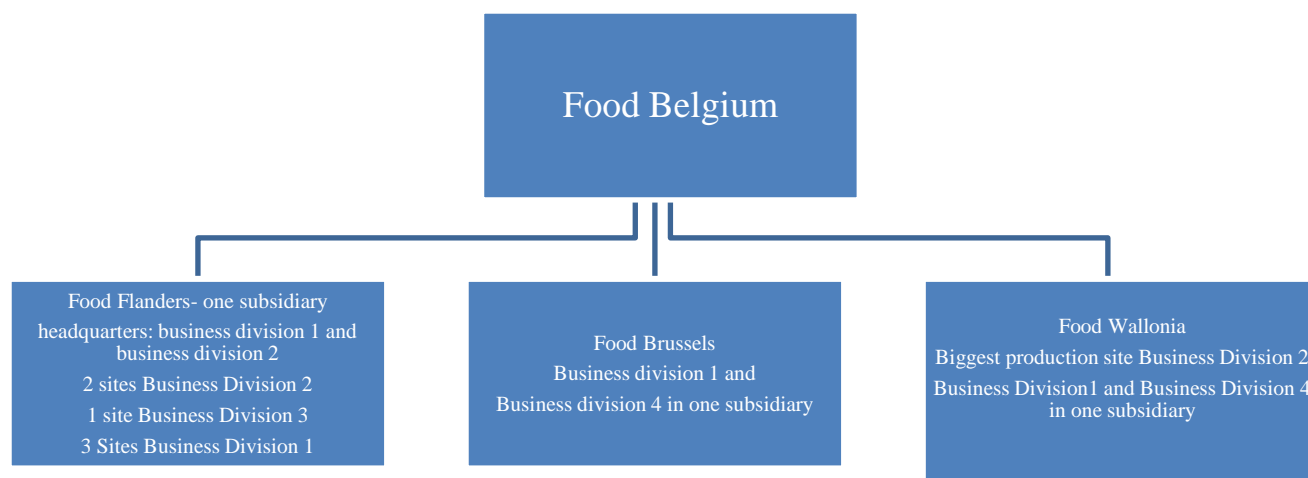 Food Belgium
Food Flanders- one subsidiary
headquarters: business division 1 and
business division 2
2 sites Business Division 2
1 site Business Division 3
3 Sites Business Division 1
Food Brussels
Business division 1 and
Business division 4 in one subsidiary
Food Wallonia
Biggest production site Business Division 2
Business Division1 and Business Division 4
in one subsidiary